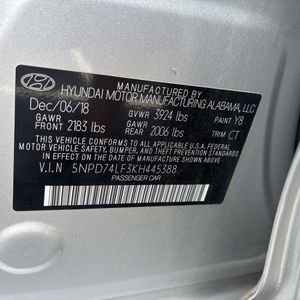 MANUFACTURED BY
HYUNDAI MOTOR MANUFACTURING ALABAMA, LLC
Dec/06/18 GVWR 3924 lbs PAINT Y8
GAWR FRONT 2183 lbs GAWR REAR 2006 lbs TRIM CT
THIS VEHICLE CONFORMS TO ALL APPLICABLE U.S.A FEDERAL
MOTOR VEHICLE SAFETY, BUMPER, AND THEFT PREVENTION
STANDARDS IN EFFECT ON THE DATE OF MANUFACTURE SHOWN ABOVE.
V.I.N 5NPD74LF3KH445388
PASSENGER CAR